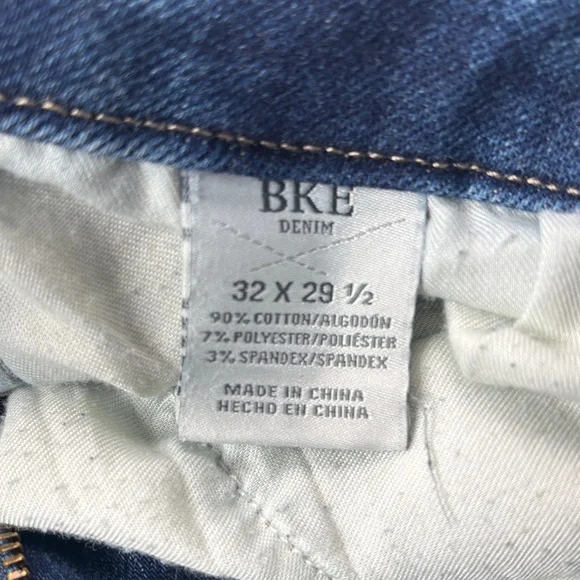 BKE
DENIM
32 X 29 ½
90% COTTON/ALGODÓN
7% POLYESTER/POLIÉSTER
3% SPANDEX/SPANDEX
MADE IN CHINA
HECHO EN CHINA